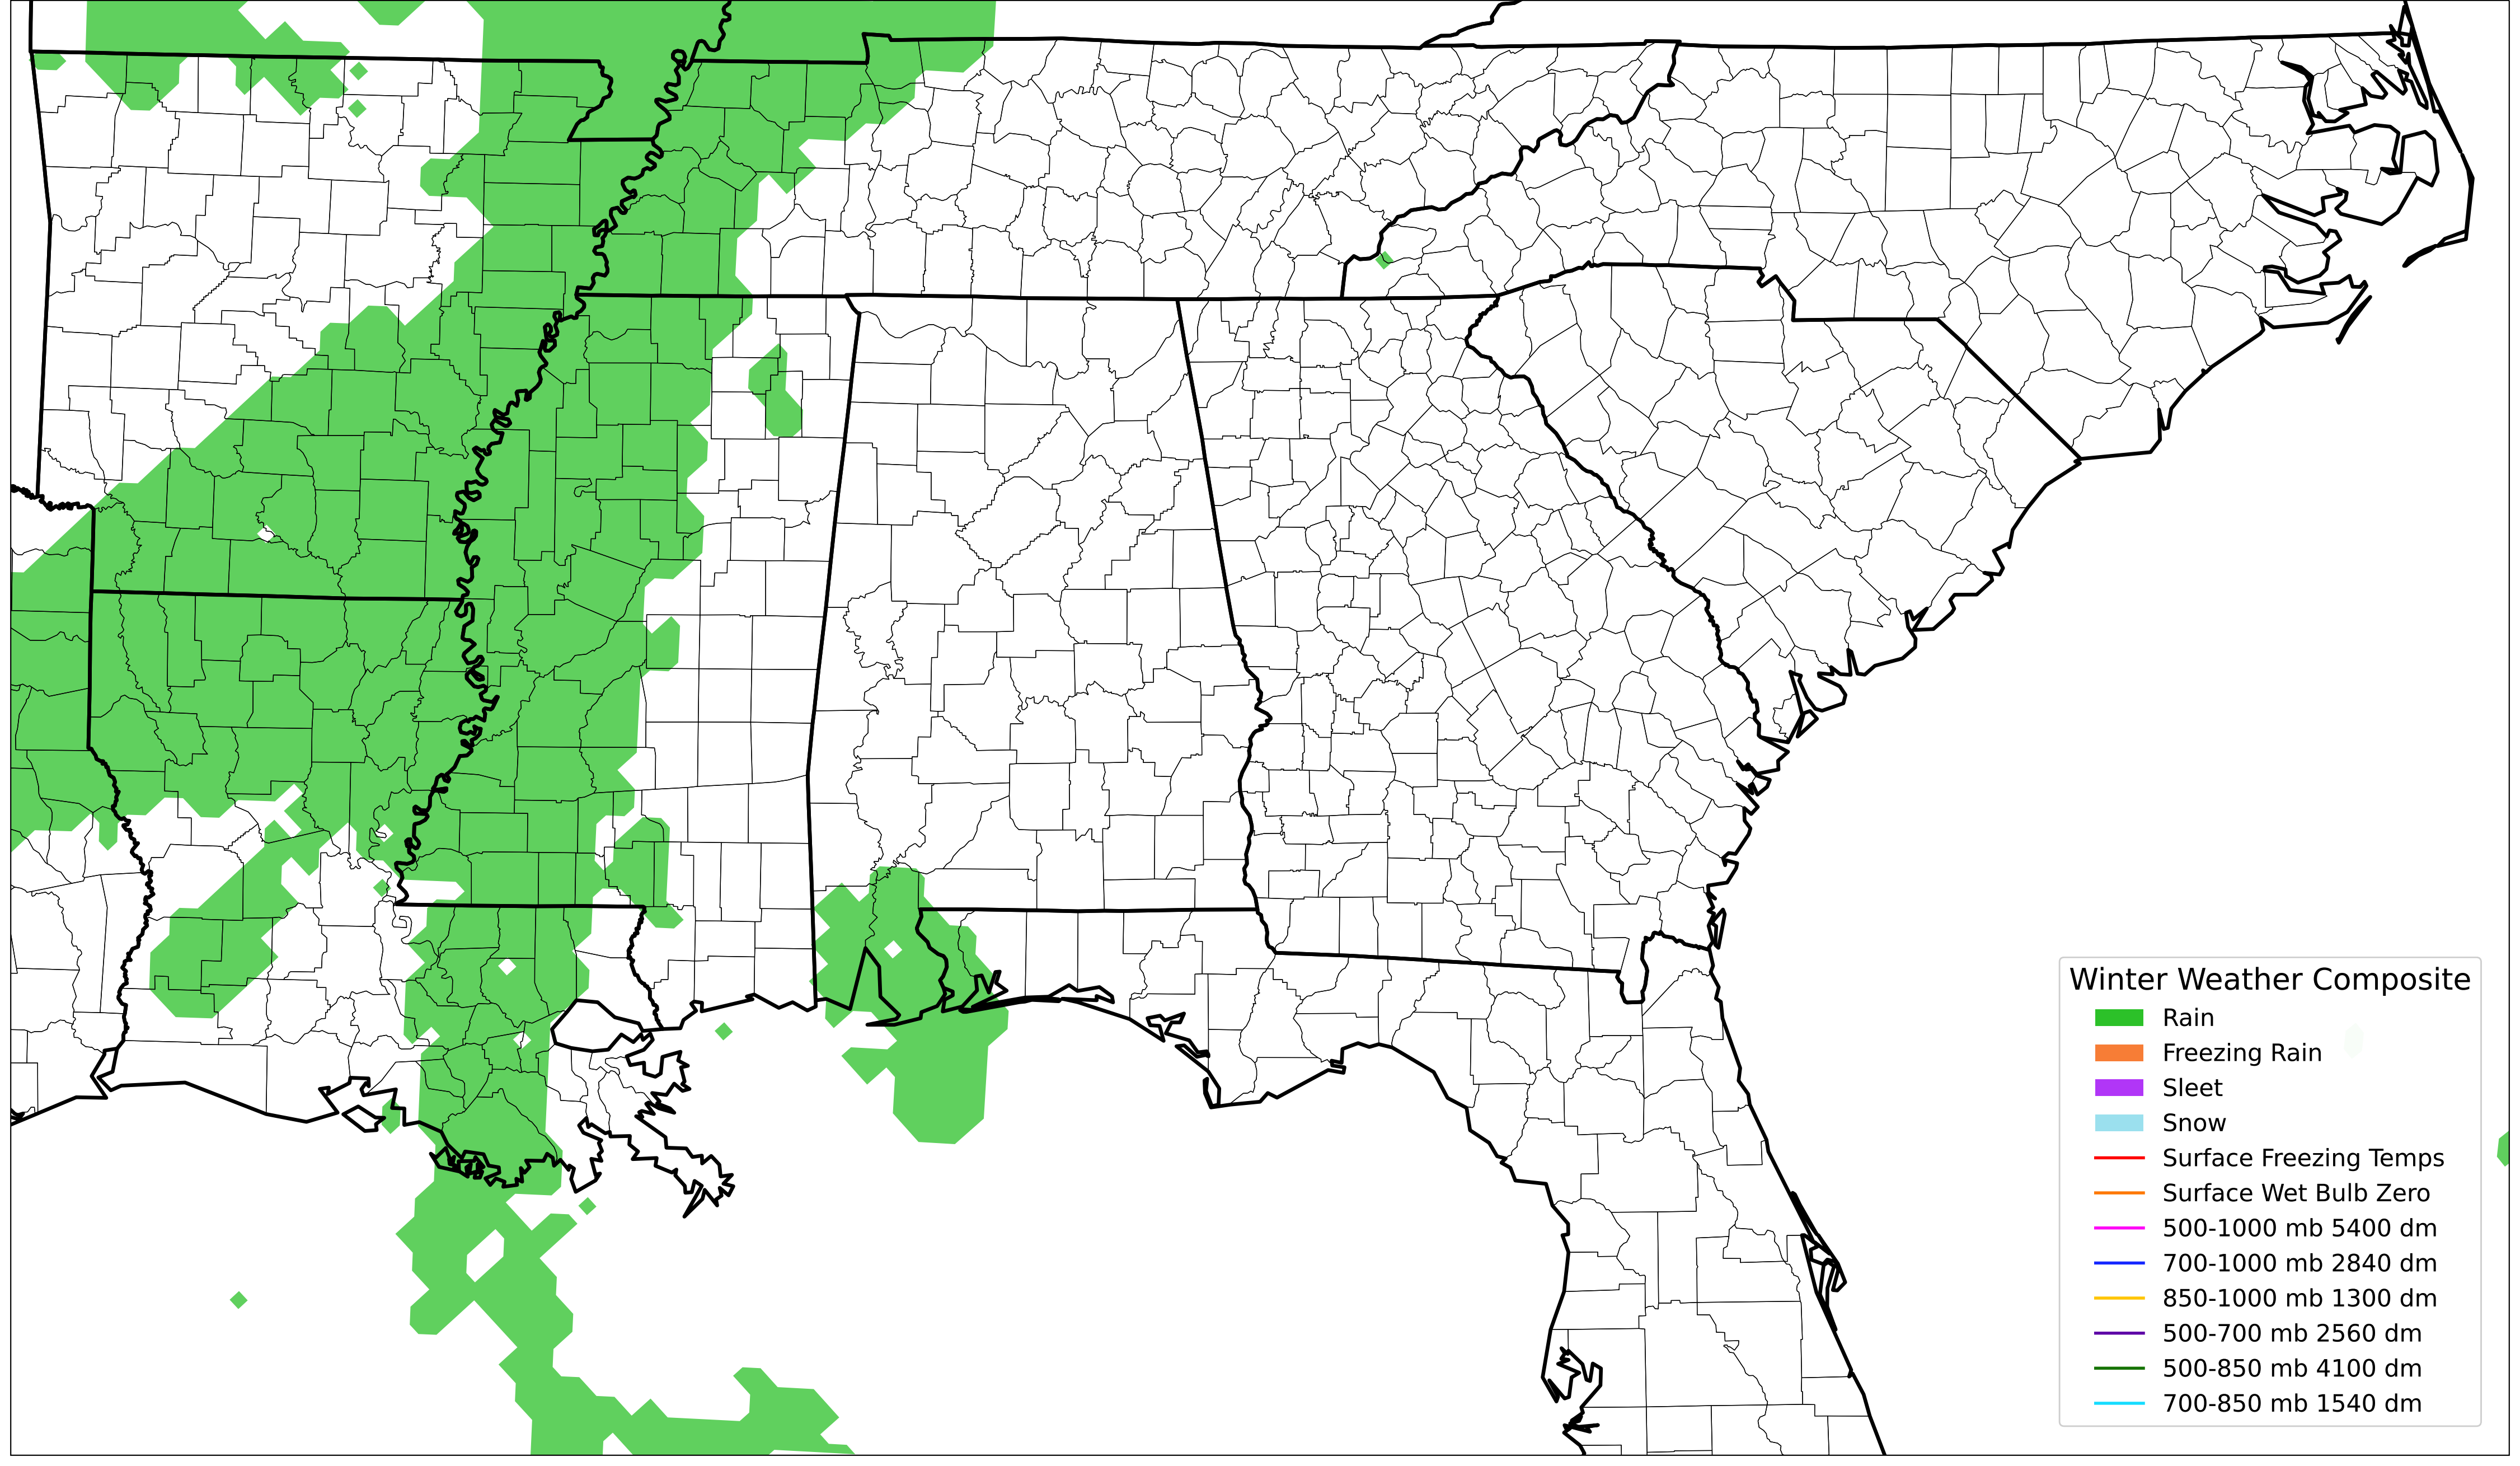 Winter Weather Composite
Rain
Freezing Rain
Sleet
Snow
Surface Freezing Temps
Surface Wet Bulb Zero
500-1000 mb 5400 dm
700-1000 mb 2840 dm
850-1000 mb 1300 dm
500-700 mb 2560 dm
500-850 mb 4100 dm
700-850 mb 1540 dm